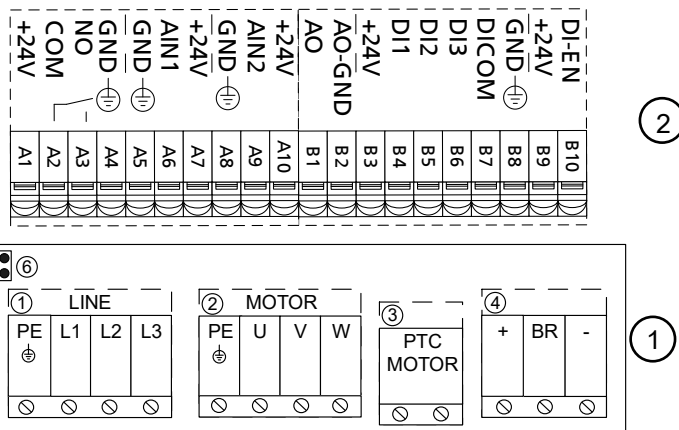 +24V COM NO GND GND AIN1 +24V GND AIN2 +24V AO AO-GND +24V DI1 DI2 DI3 DICOM GND +24V DI-EN
A1 A2 A3 A4 A5 A6 A7 A8 A9 A10 B1 B2 B3 B4 B5 B6 B7 B8 B9 B10
2
6
1 LINE
PE L1 L2 L3
2 MOTOR
PE U V W
3
PTC
MOTOR
4
+ BR -
1